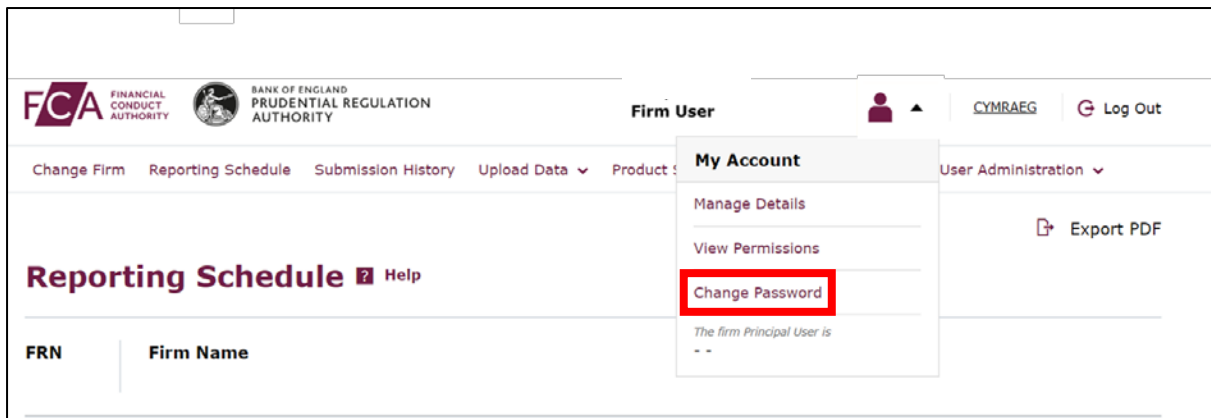 FCA FINANCIAL CONDUCT AUTHORITY
BANK OF ENGLAND
PRUDENTIAL REGULATION
AUTHORITY
Firm User
CYMRAEG
Log Out
Change Firm Reporting Schedule Submission History Upload Data Product S User Administration
My Account
Manage Details
View Permissions
Change Password
The firm Principal User is
- -
Export PDF
Reporting Schedule ? Help
FRN Firm Name